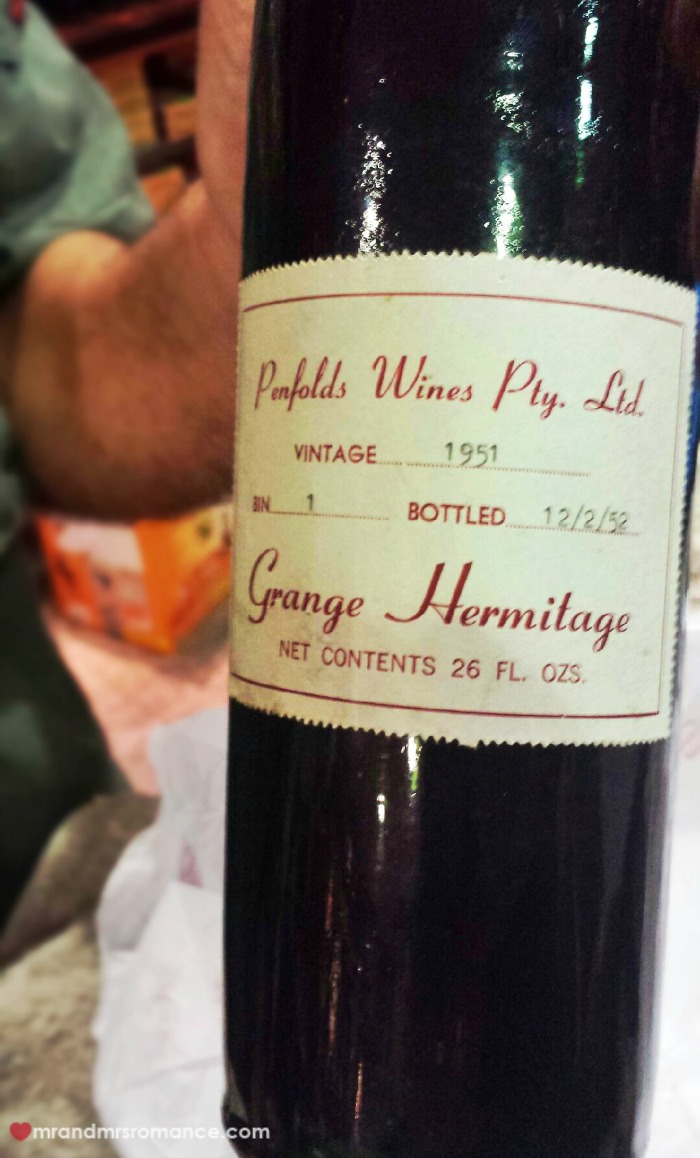 Penfolds Wines Pty. Ltd.
VINTAGE 1951
BIN 1 BOTTLED 12/2/52
Grange Hermitage
NET CONTENTS 26 FL. OZS.
mrandmrsromance.com